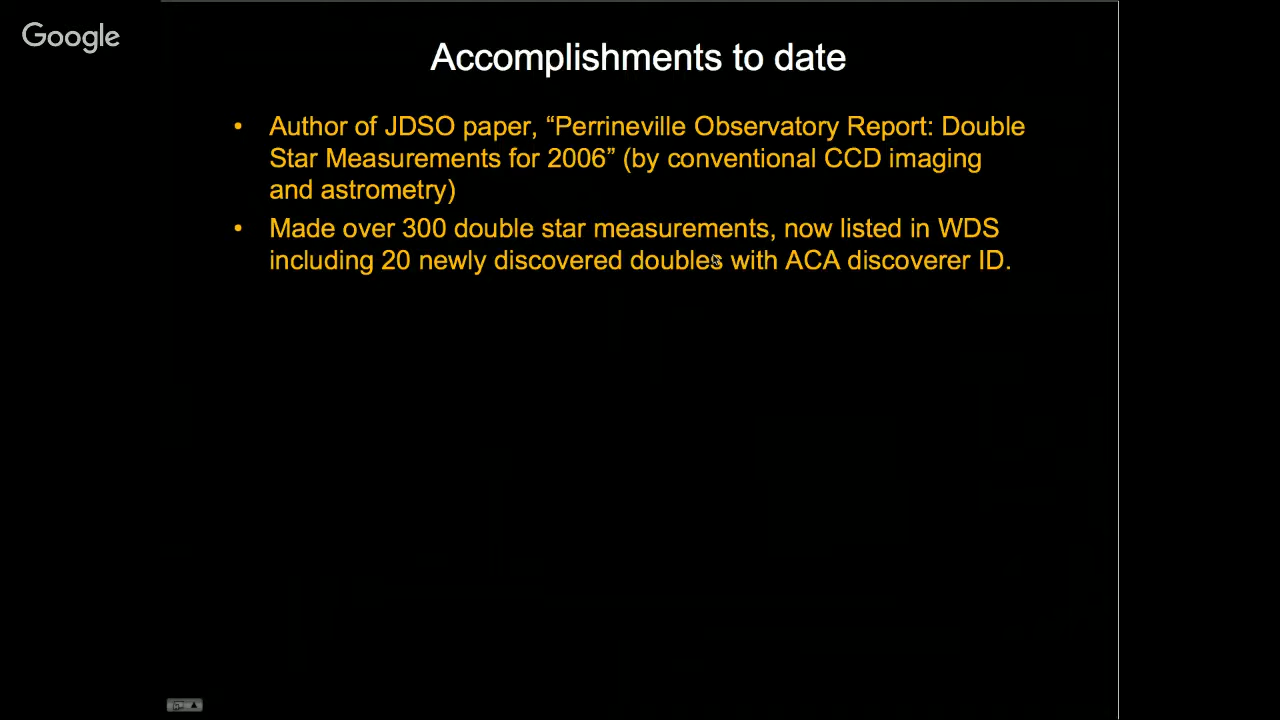 Google
Accomplishments to date
• Author of JDSO paper, “Perrineville Observatory Report: Double
Star Measurements for 2006” (by conventional CCD imaging
and astrometry)
• Made over 300 double star measurements, now listed in WDS
including 20 newly discovered doubles with ACA discoverer ID.